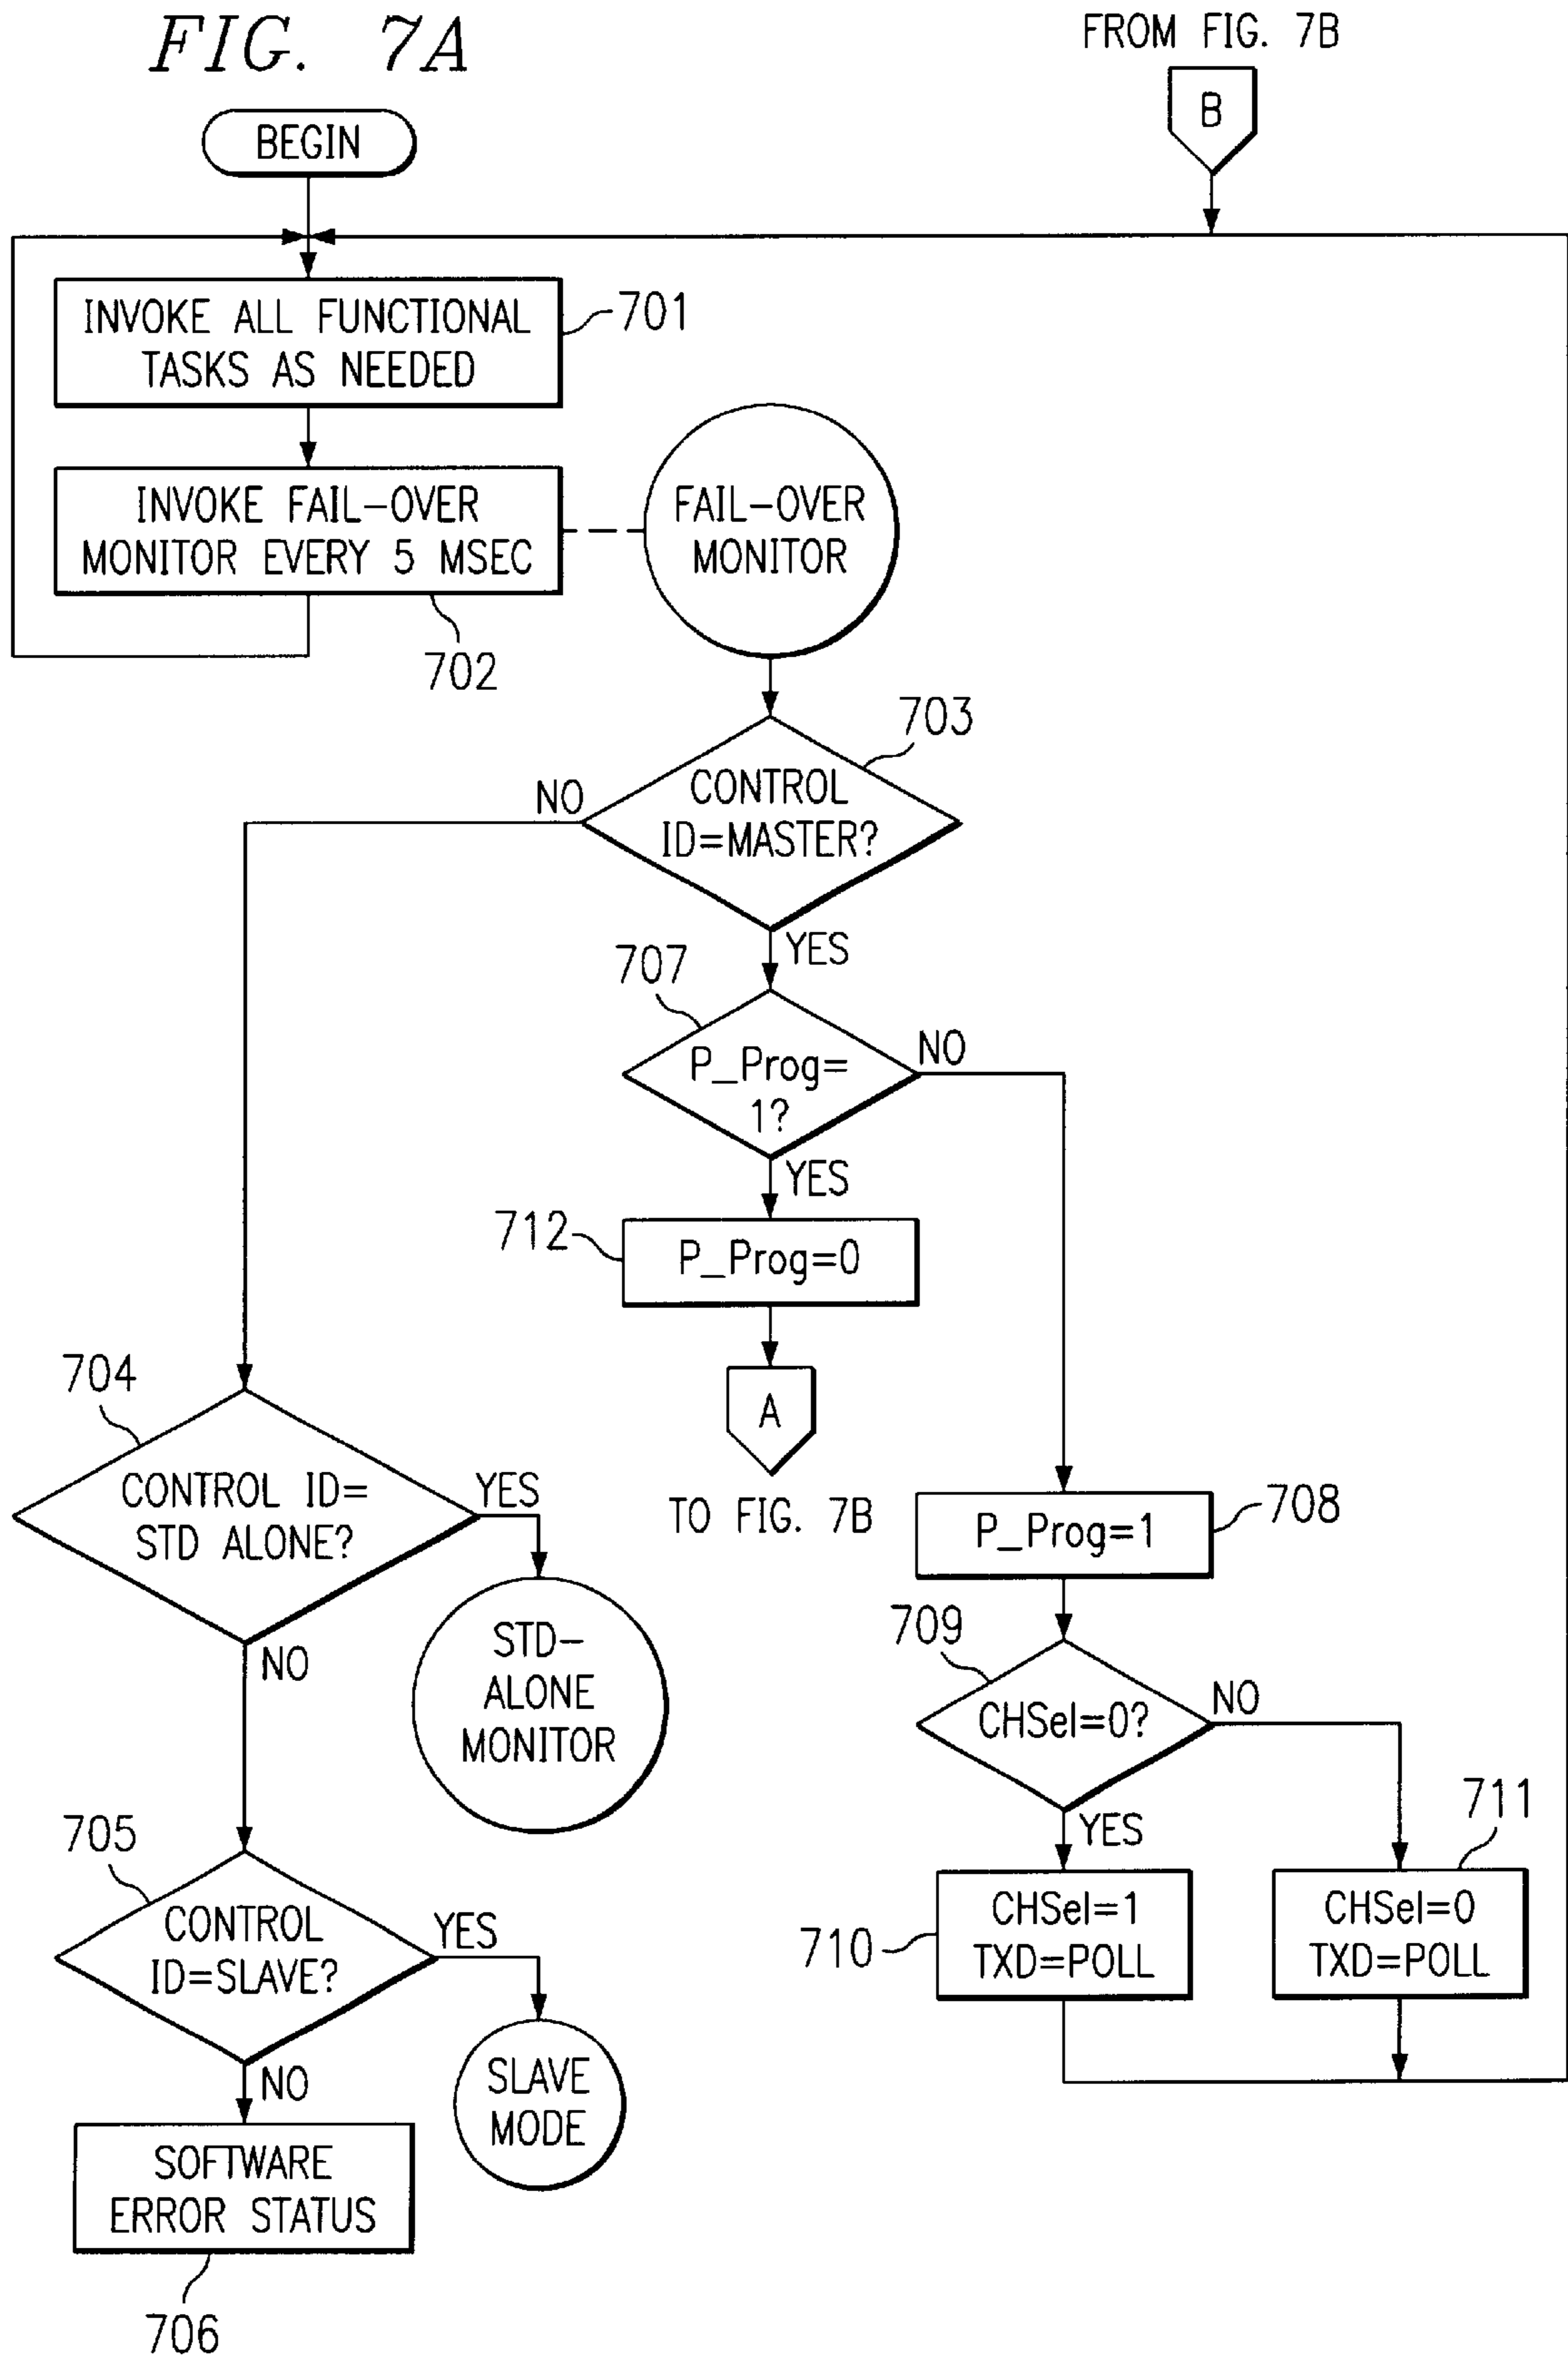 FIG. 7A
FROM FIG. 7B
B
BEGIN
INVOKE ALL FUNCTIONAL
TASKS AS NEEDED
701
INVOKE FAIL-OVER
MONITOR EVERY 5 MSEC
702
FAIL-OVER
MONITOR
703
CONTROL
ID=MASTER?
NO
YES
707
P_Prog=
1?
NO
YES
712
P_Prog=0
A
TO FIG. 7B
704
CONTROL ID=
STD ALONE?
YES
NO
STD-
ALONE
MONITOR
708
P_Prog=1
709
CHSel=0?
NO
YES
710
CHSel=1
TXD=POLL
711
CHSel=0
TXD=POLL
705
CONTROL
ID=SLAVE?
YES
NO
SLAVE
MODE
SOFTWARE
ERROR STATUS
706